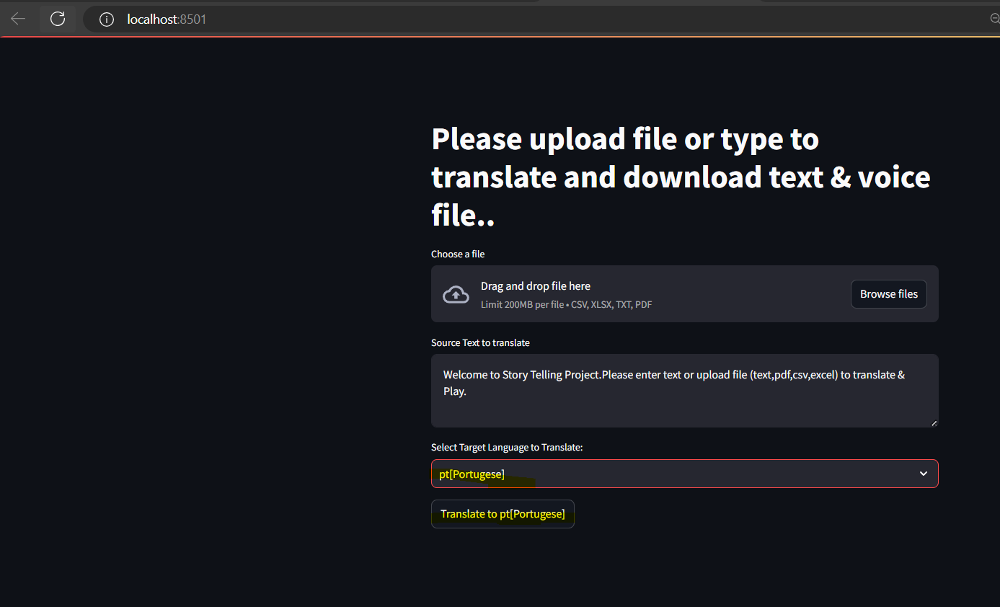 localhost:8501
Please upload file or type to
translate and download text & voice
file..
Choose a file
Drag and drop file here
Limit 200MB per file • CSV, XLSX, TXT, PDF
Browse files
Source Text to translate
Welcome to Story Telling Project.Please enter text or upload file (text,pdf,csv,excel) to translate &
Play.
Select Target Language to Translate:
pt[Portugese]
Translate to pt[Portugese]